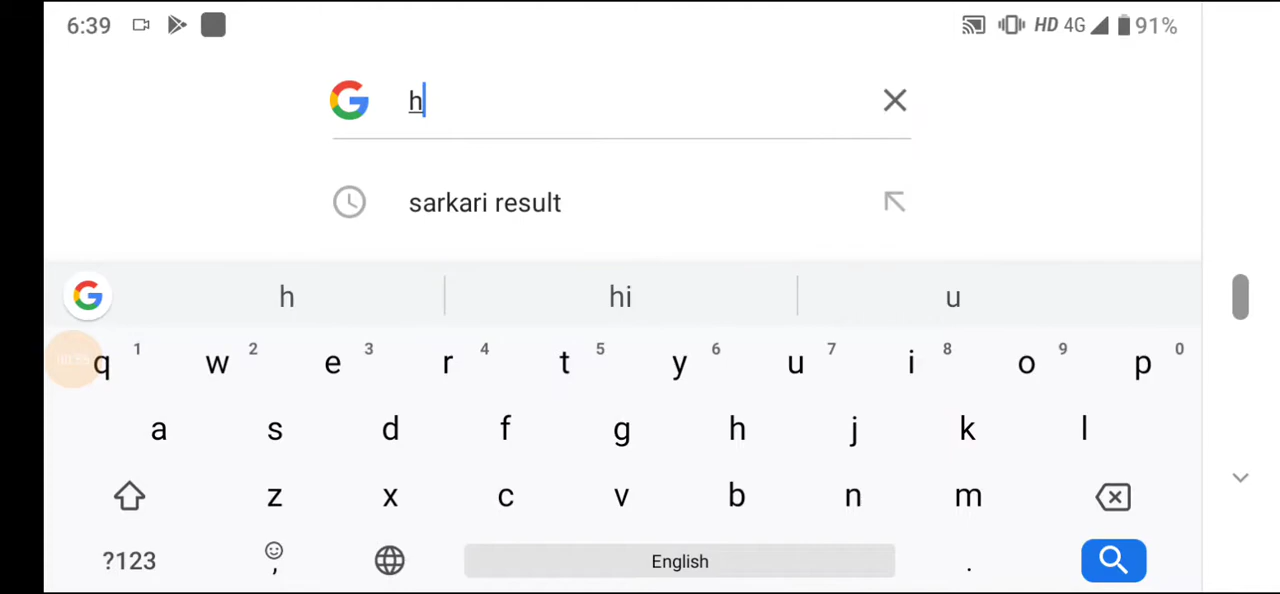 6:39 HD 4G 91%
h
sarkari result
h hi u
q 1 w 2 e 3 r 4 t 5 y 6 u 7 i 8 o 9 p 0
a s d f g h j k l
z x c v b n m
?123 , English .